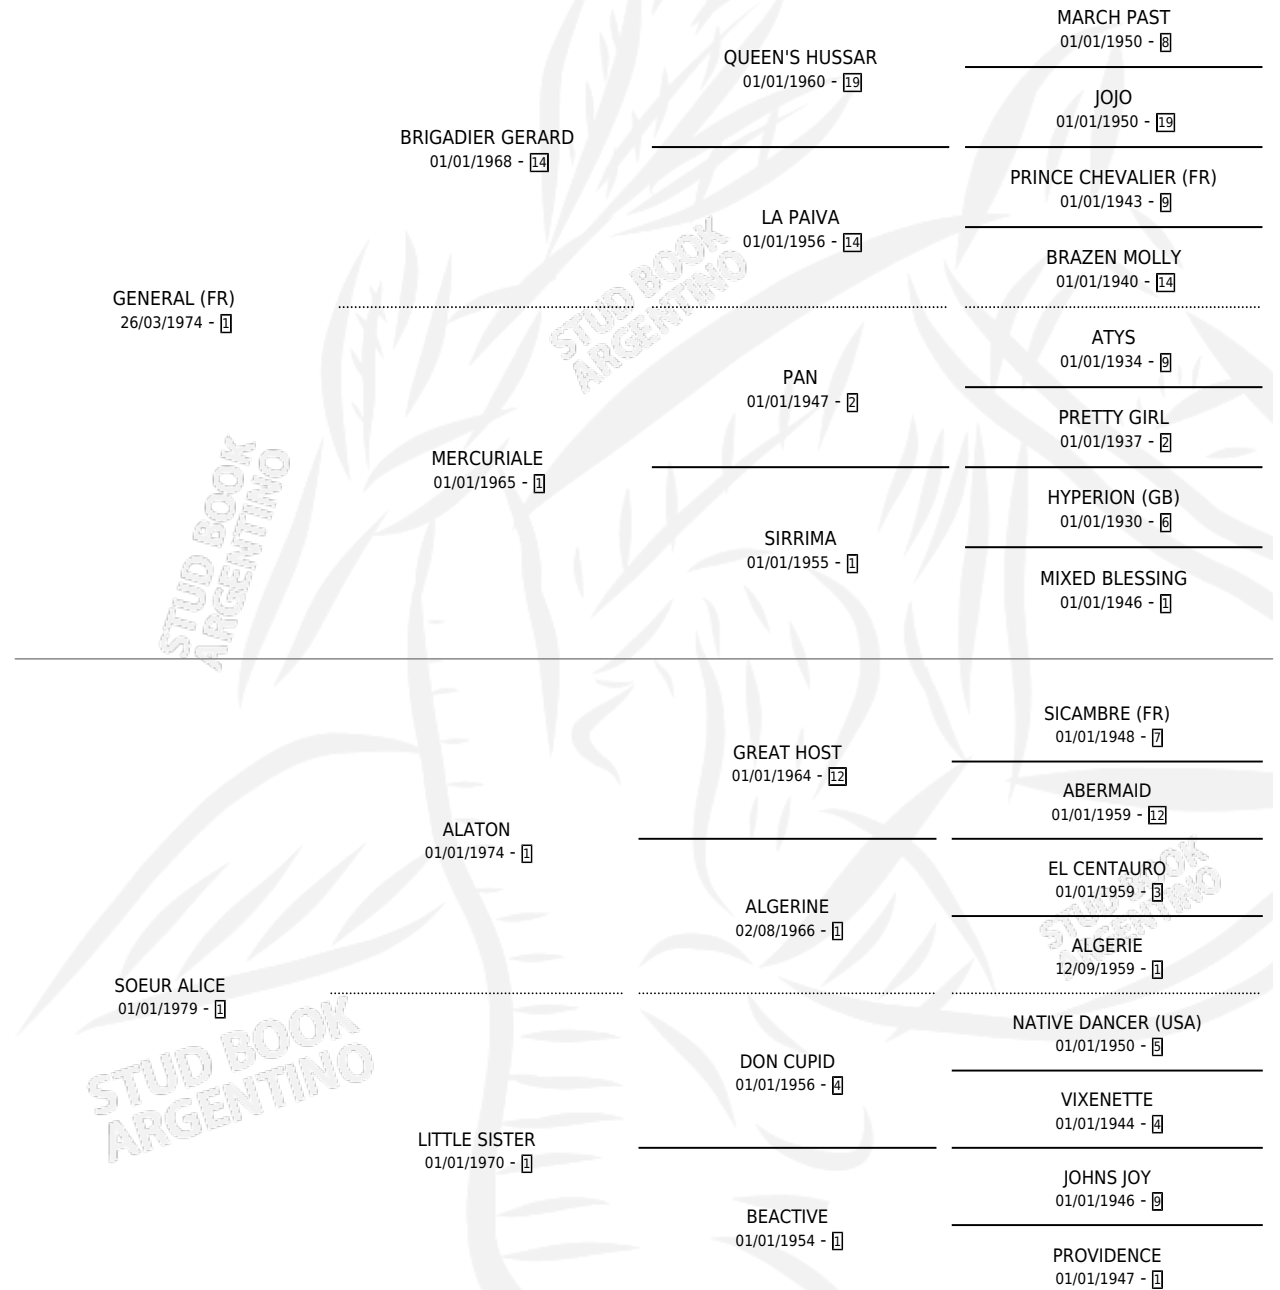 MARCH PAST
01/01/1950 - 8
QUEEN'S HUSSAR
01/01/1960 - 19
JOJO
01/01/1950 - 19
BRIGADIER GERARD
01/01/1968 - 14
PRINCE CHEVALIER (FR)
01/01/1943 - 9
LA PAIVA
01/01/1956 - 14
BRAZEN MOLLY
01/01/1940 - 14
GENERAL (FR)
26/03/1974 - 1
STUD BOOK
ARGENTINO
ATYS
01/01/1934 - 9
PAN
01/01/1947 - 2
PRETTY GIRL
01/01/1937 - 2
MERCURIALE
01/01/1965 - 1
HYPERION (GB)
01/01/1930 - 6
SIRRIMA
01/01/1955 - 1
MIXED BLESSING
01/01/1946 - 1
STUD BOOK
ARGENTINO
SICAMBRE (FR)
01/01/1948 - 7
GREAT HOST
01/01/1964 - 12
ABERMAID
01/01/1959 - 12
ALATON
01/01/1974 - 1
EL CENTAURO
01/01/1959 - 3
ALGERINE
02/08/1966 - 1
STUD BOOK
ARGENTINO
ALGERIE
12/09/1959 - 1
SOEUR ALICE
01/01/1979 - 1
NATIVE DANCER (USA)
01/01/1950 - 5
DON CUPID
01/01/1956 - 4
STUD BOOK
ARGENTINO
VIXENETTE
01/01/1944 - 4
LITTLE SISTER
01/01/1970 - 1
JOHNS JOY
01/01/1946 - 9
BEACTIVE
01/01/1954 - 1
PROVIDENCE
01/01/1947 - 1